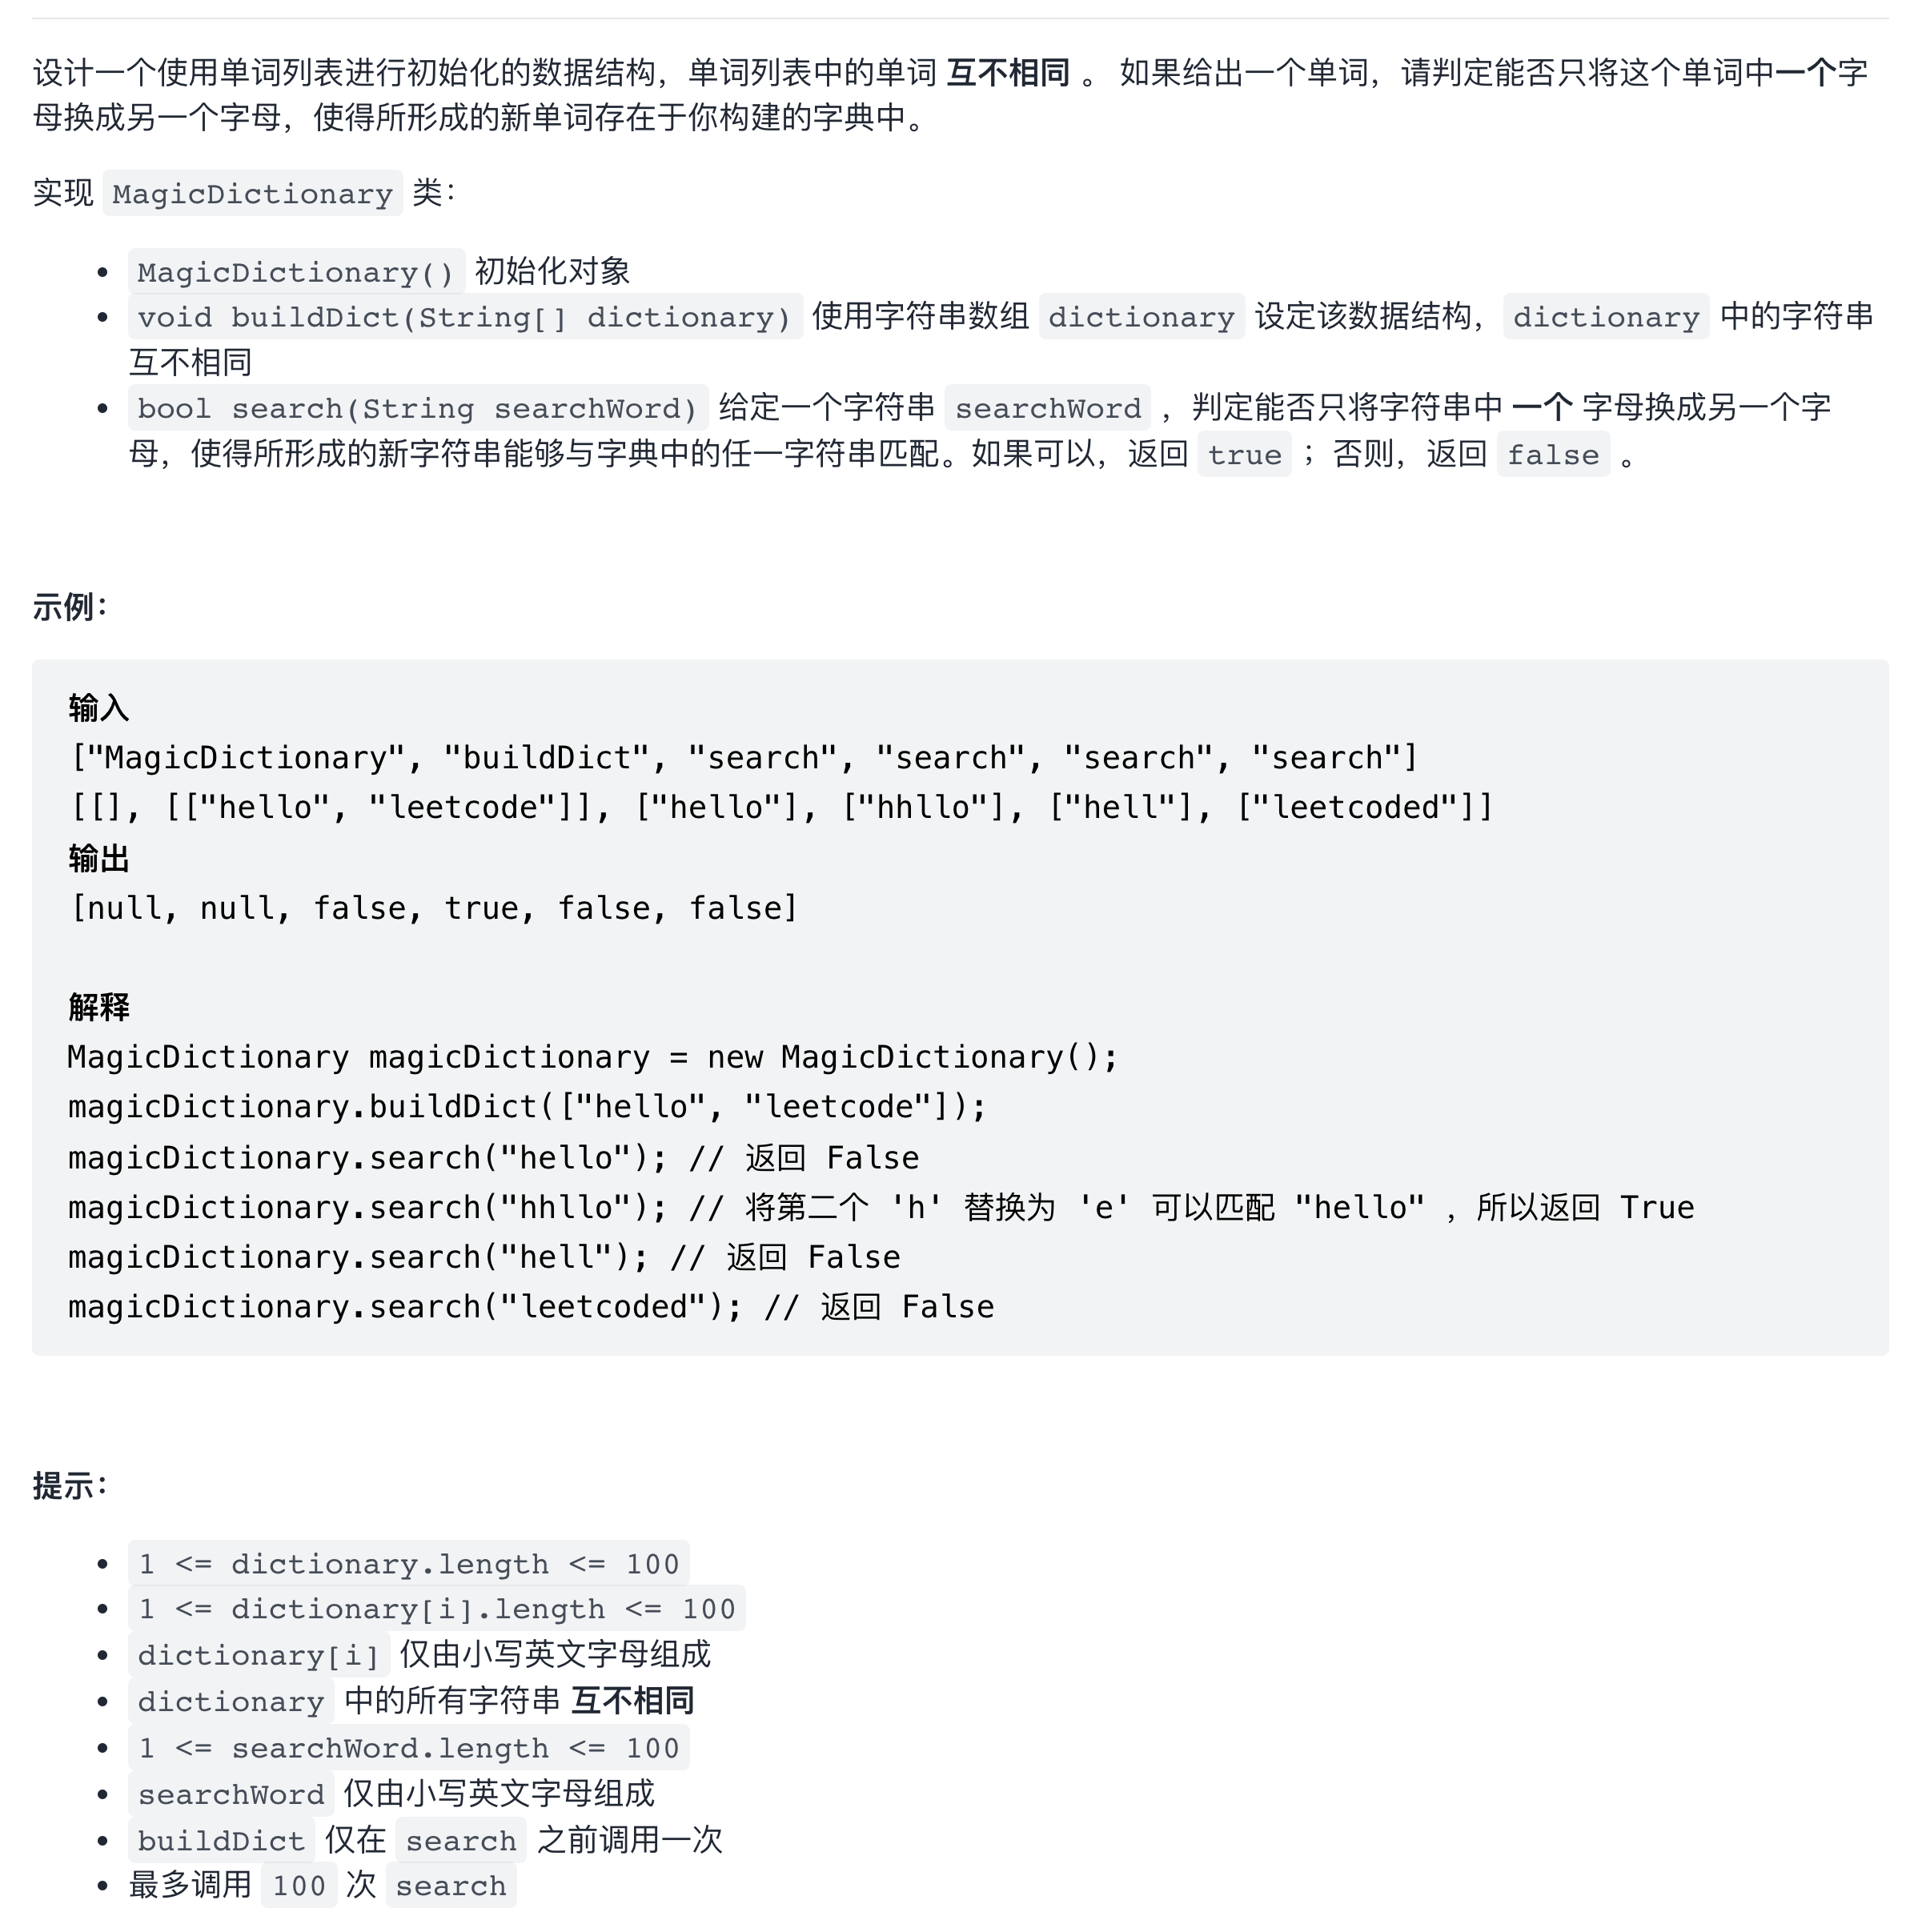 设计一个使用单词列表进行初始化的数据结构，单词列表中的单词 互不相同 。 如果给出一个单词，请判定能否只将这个单词中一个字
母换成另一个字母，使得所形成的新单词存在于你构建的字典中。
实现 MagicDictionary 类：
• MagicDictionary() 初始化对象
• void buildDict(String[] dictionary) 使用字符串数组 dictionary 设定该数据结构，dictionary 中的字符串
互不相同
• bool search(String searchWord) 给定一个字符串 searchWord ，判定能否只将字符串中 一个 字母换成另一个字
母，使得所形成的新字符串能够与字典中的任一字符串匹配。如果可以，返回 true ；否则，返回 false 。
示例：
输入
["MagicDictionary", "buildDict", "search", "search", "search", "search"]
[[], [["hello", "leetcode"]], ["hello"], ["hhllo"], ["hell"], ["leetcoded"]]
输出
[null, null, false, true, false, false]
解释
MagicDictionary magicDictionary = new MagicDictionary();
magicDictionary.buildDict(["hello", "leetcode"]);
magicDictionary.search("hello"); // 返回 False
magicDictionary.search("hhllo"); // 将第二个 'h' 替换为 'e' 可以匹配 "hello" ，所以返回 True
magicDictionary.search("hell"); // 返回 False
magicDictionary.search("leetcoded"); // 返回 False
提示：
• 1 <= dictionary.length <= 100
• 1 <= dictionary[i].length <= 100
• dictionary[i] 仅由小写英文字母组成
• dictionary 中的所有字符串 互不相同
• 1 <= searchWord.length <= 100
• searchWord 仅由小写英文字母组成
• buildDict 仅在 search 之前调用一次
• 最多调用 100 次 search